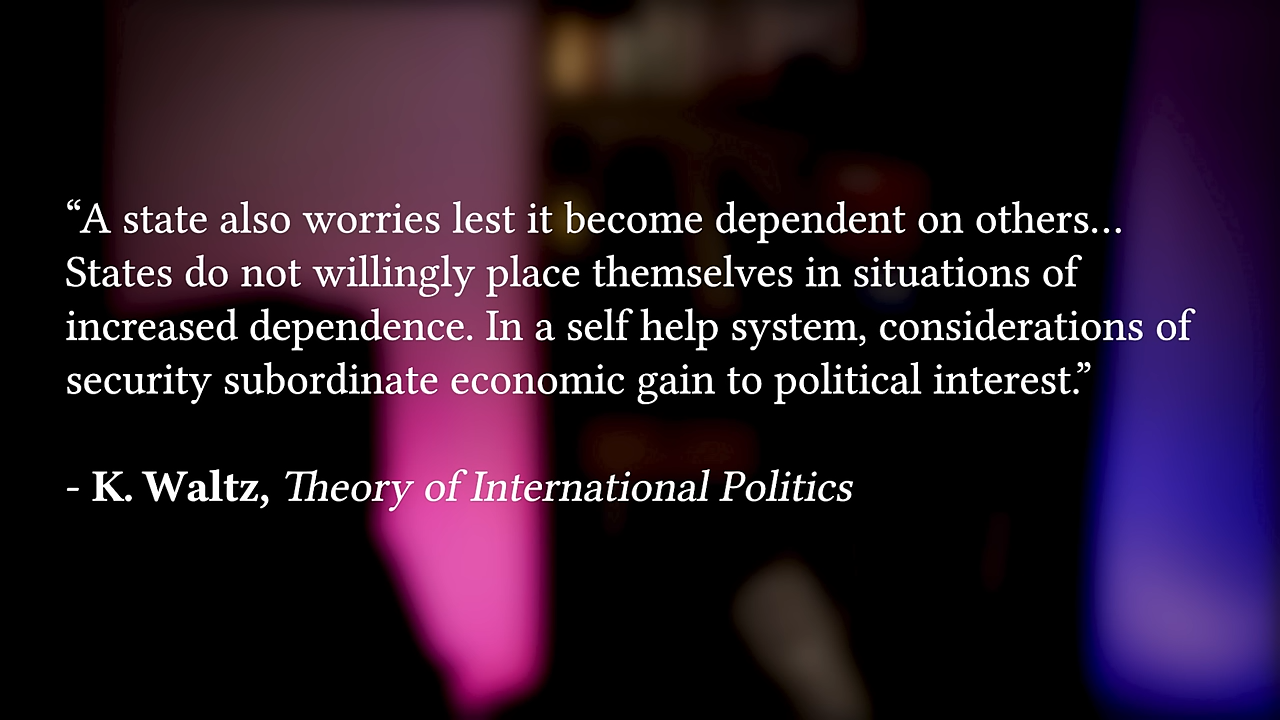 “A state also worries lest it become dependent on others…
States do not willingly place themselves in situations of
increased dependence. In a self help system, considerations of
security subordinate economic gain to political interest.”
- K. Waltz, Theory of International Politics